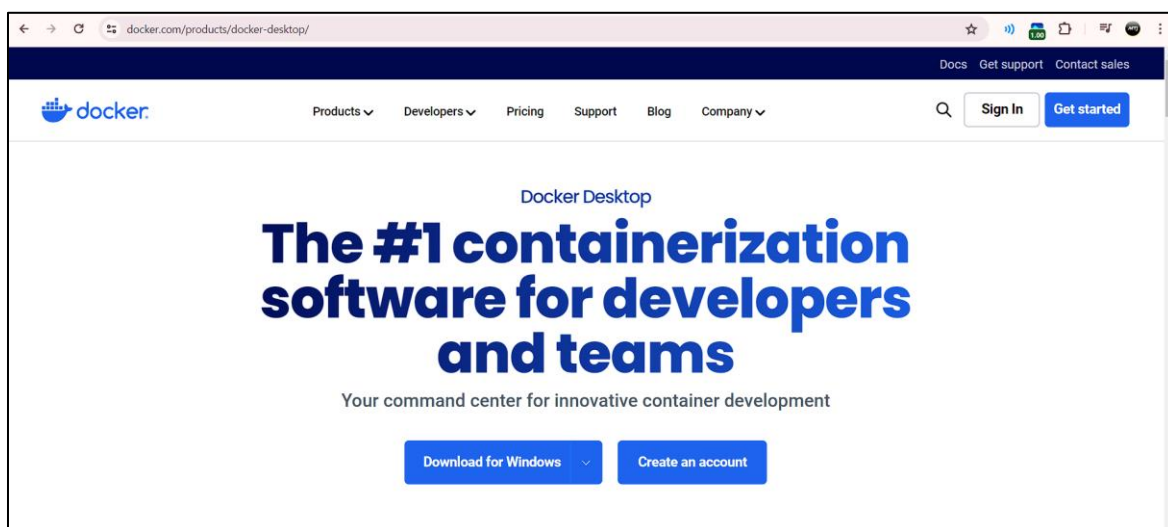 docker.com/products/docker-desktop/
1.00
Docs Get support Contact sales
docker
Products Developers Pricing Support Blog Company Sign In Get started
Docker Desktop
The #1 containerization
software for developers
and teams
Your command center for innovative container development
Download for Windows Create an account